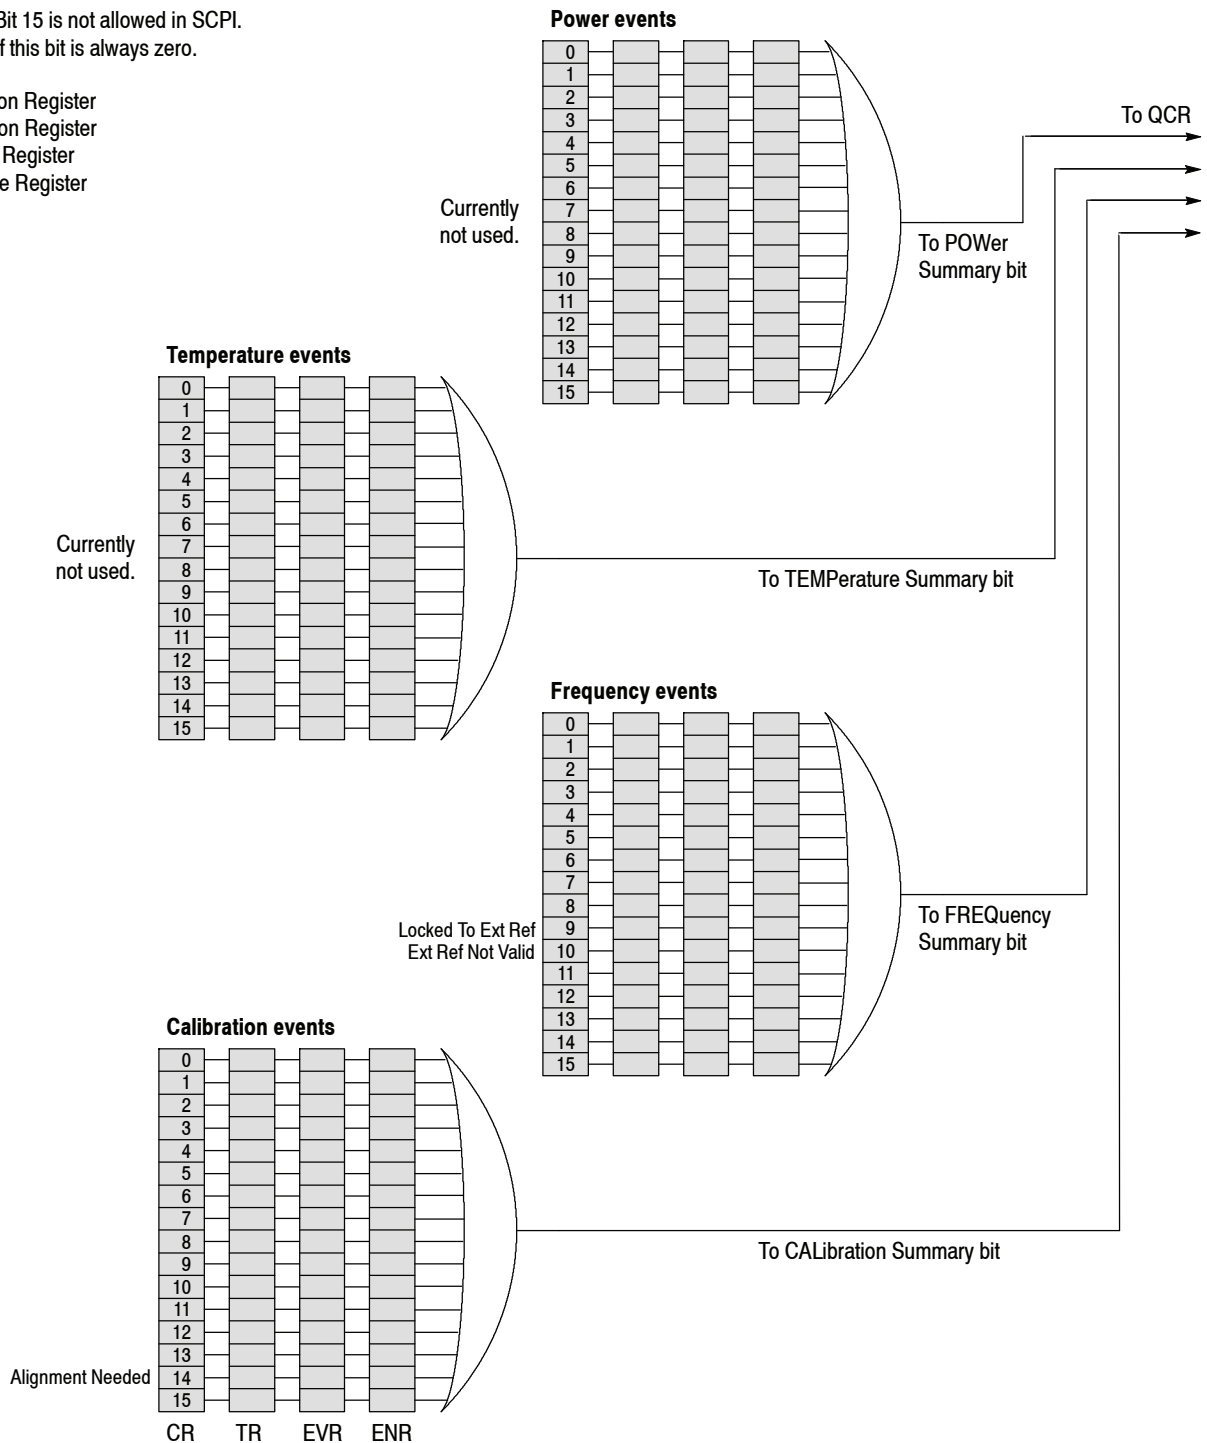 Bit 15 is not allowed in SCPI.
f this bit is always zero.
on Register
on Register
Register
e Register
Power events
0
1
2
3
4
5
6
7
8
9
10
11
12
13
14
15
Currently
not used.
To POWer
Summary bit
To QCR
Temperature events
0
1
2
3
4
5
6
7
8
9
10
11
12
13
14
15
Currently
not used.
To TEMPerature Summary bit
Frequency events
0
1
2
3
4
5
6
7
8
Locked To Ext Ref 9
Ext Ref Not Valid 10
11
12
13
14
15
To FREQuency
Summary bit
Calibration events
0
1
2
3
4
5
6
7
8
9
10
11
12
13
Alignment Needed 14
15
To CALibration Summary bit
CR TR EVR ENR